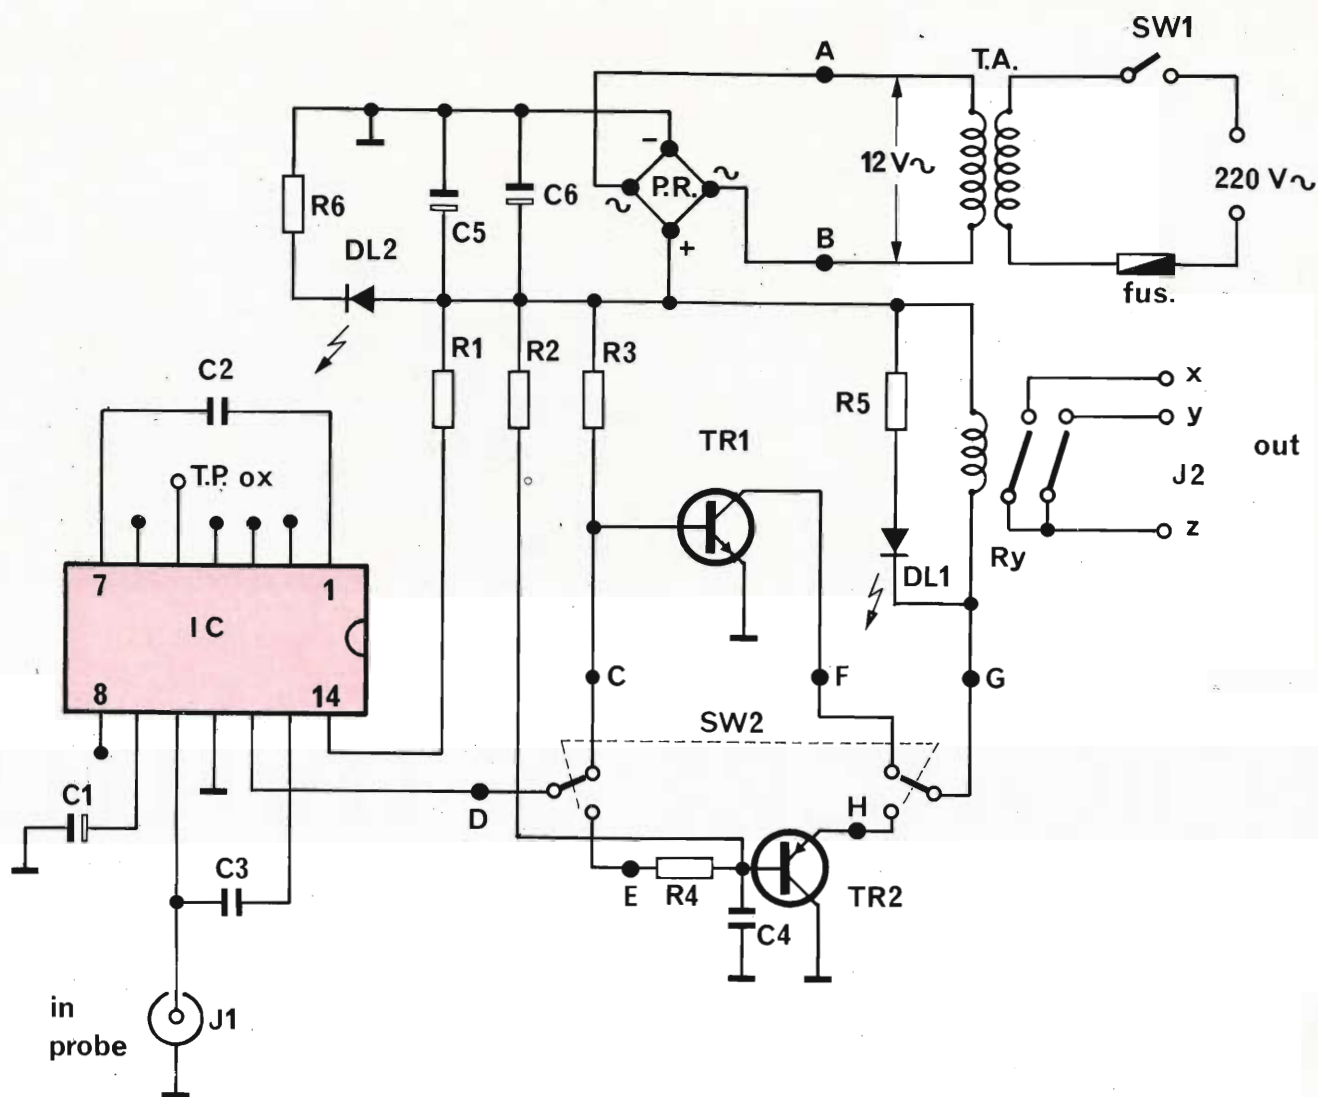 SW1
A
T.A.
12 V~
220 V~
- 
~
P.R.
~
+
C6
R6
C5
DL2
B
fus.
R1
R2
R3
C2
R5
x
y
out
J2
z
TR1
T.P. ox
Ry
DL1
7
1
IC
8
14
C
F
G
SW2
C1
D
H
C3
E
R4
TR2
C4
in
probe
J1